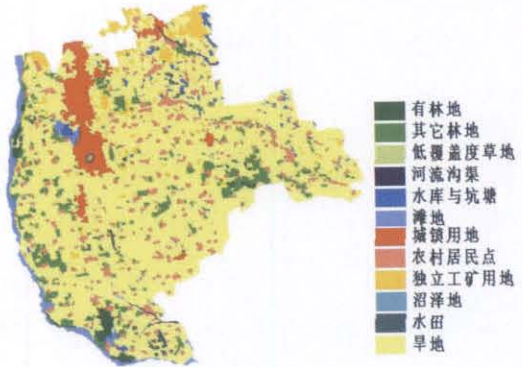 有林地
其它林地
低覆盖度草地
河流沟渠
水库与坑塘
滩地
城镇用地
农村居民点
独立工矿用地
沼泽地
水田
旱地